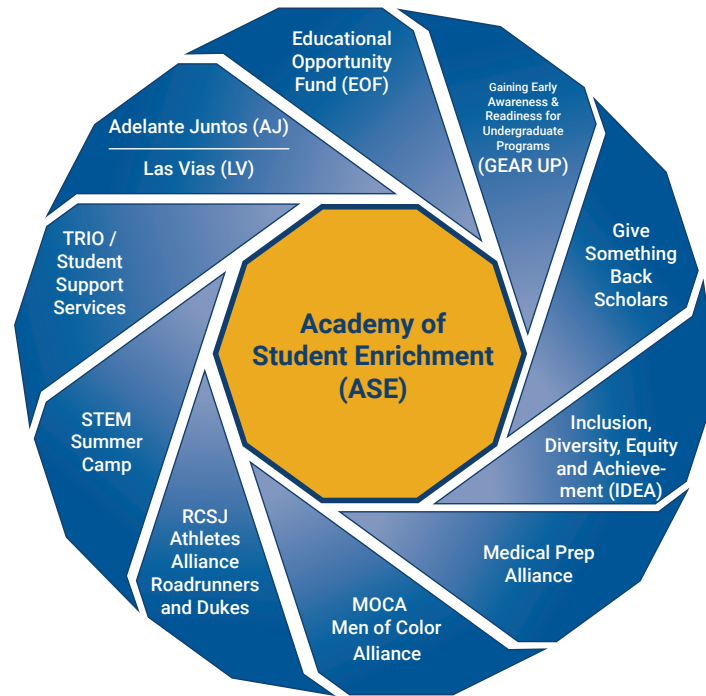 Educational
Opportunity
Fund (EOF)
Gaining Early
Awareness &
Readiness for
Undergraduate
Programs
(GEAR UP)
Give
Something
Back
Scholars
Inclusion,
Diversity, Equity
and Achieve-
ment (IDEA)
Medical Prep
Alliance
MOCA
Men of Color
Alliance
RCSJ
Athletes
Alliance
Roadrunners
and Dukes
STEM
Summer
Camp
TRIO /
Student
Support
Services
Adelante Juntos (AJ)
Las Vias (LV)
Academy of
Student Enrichment
(ASE)